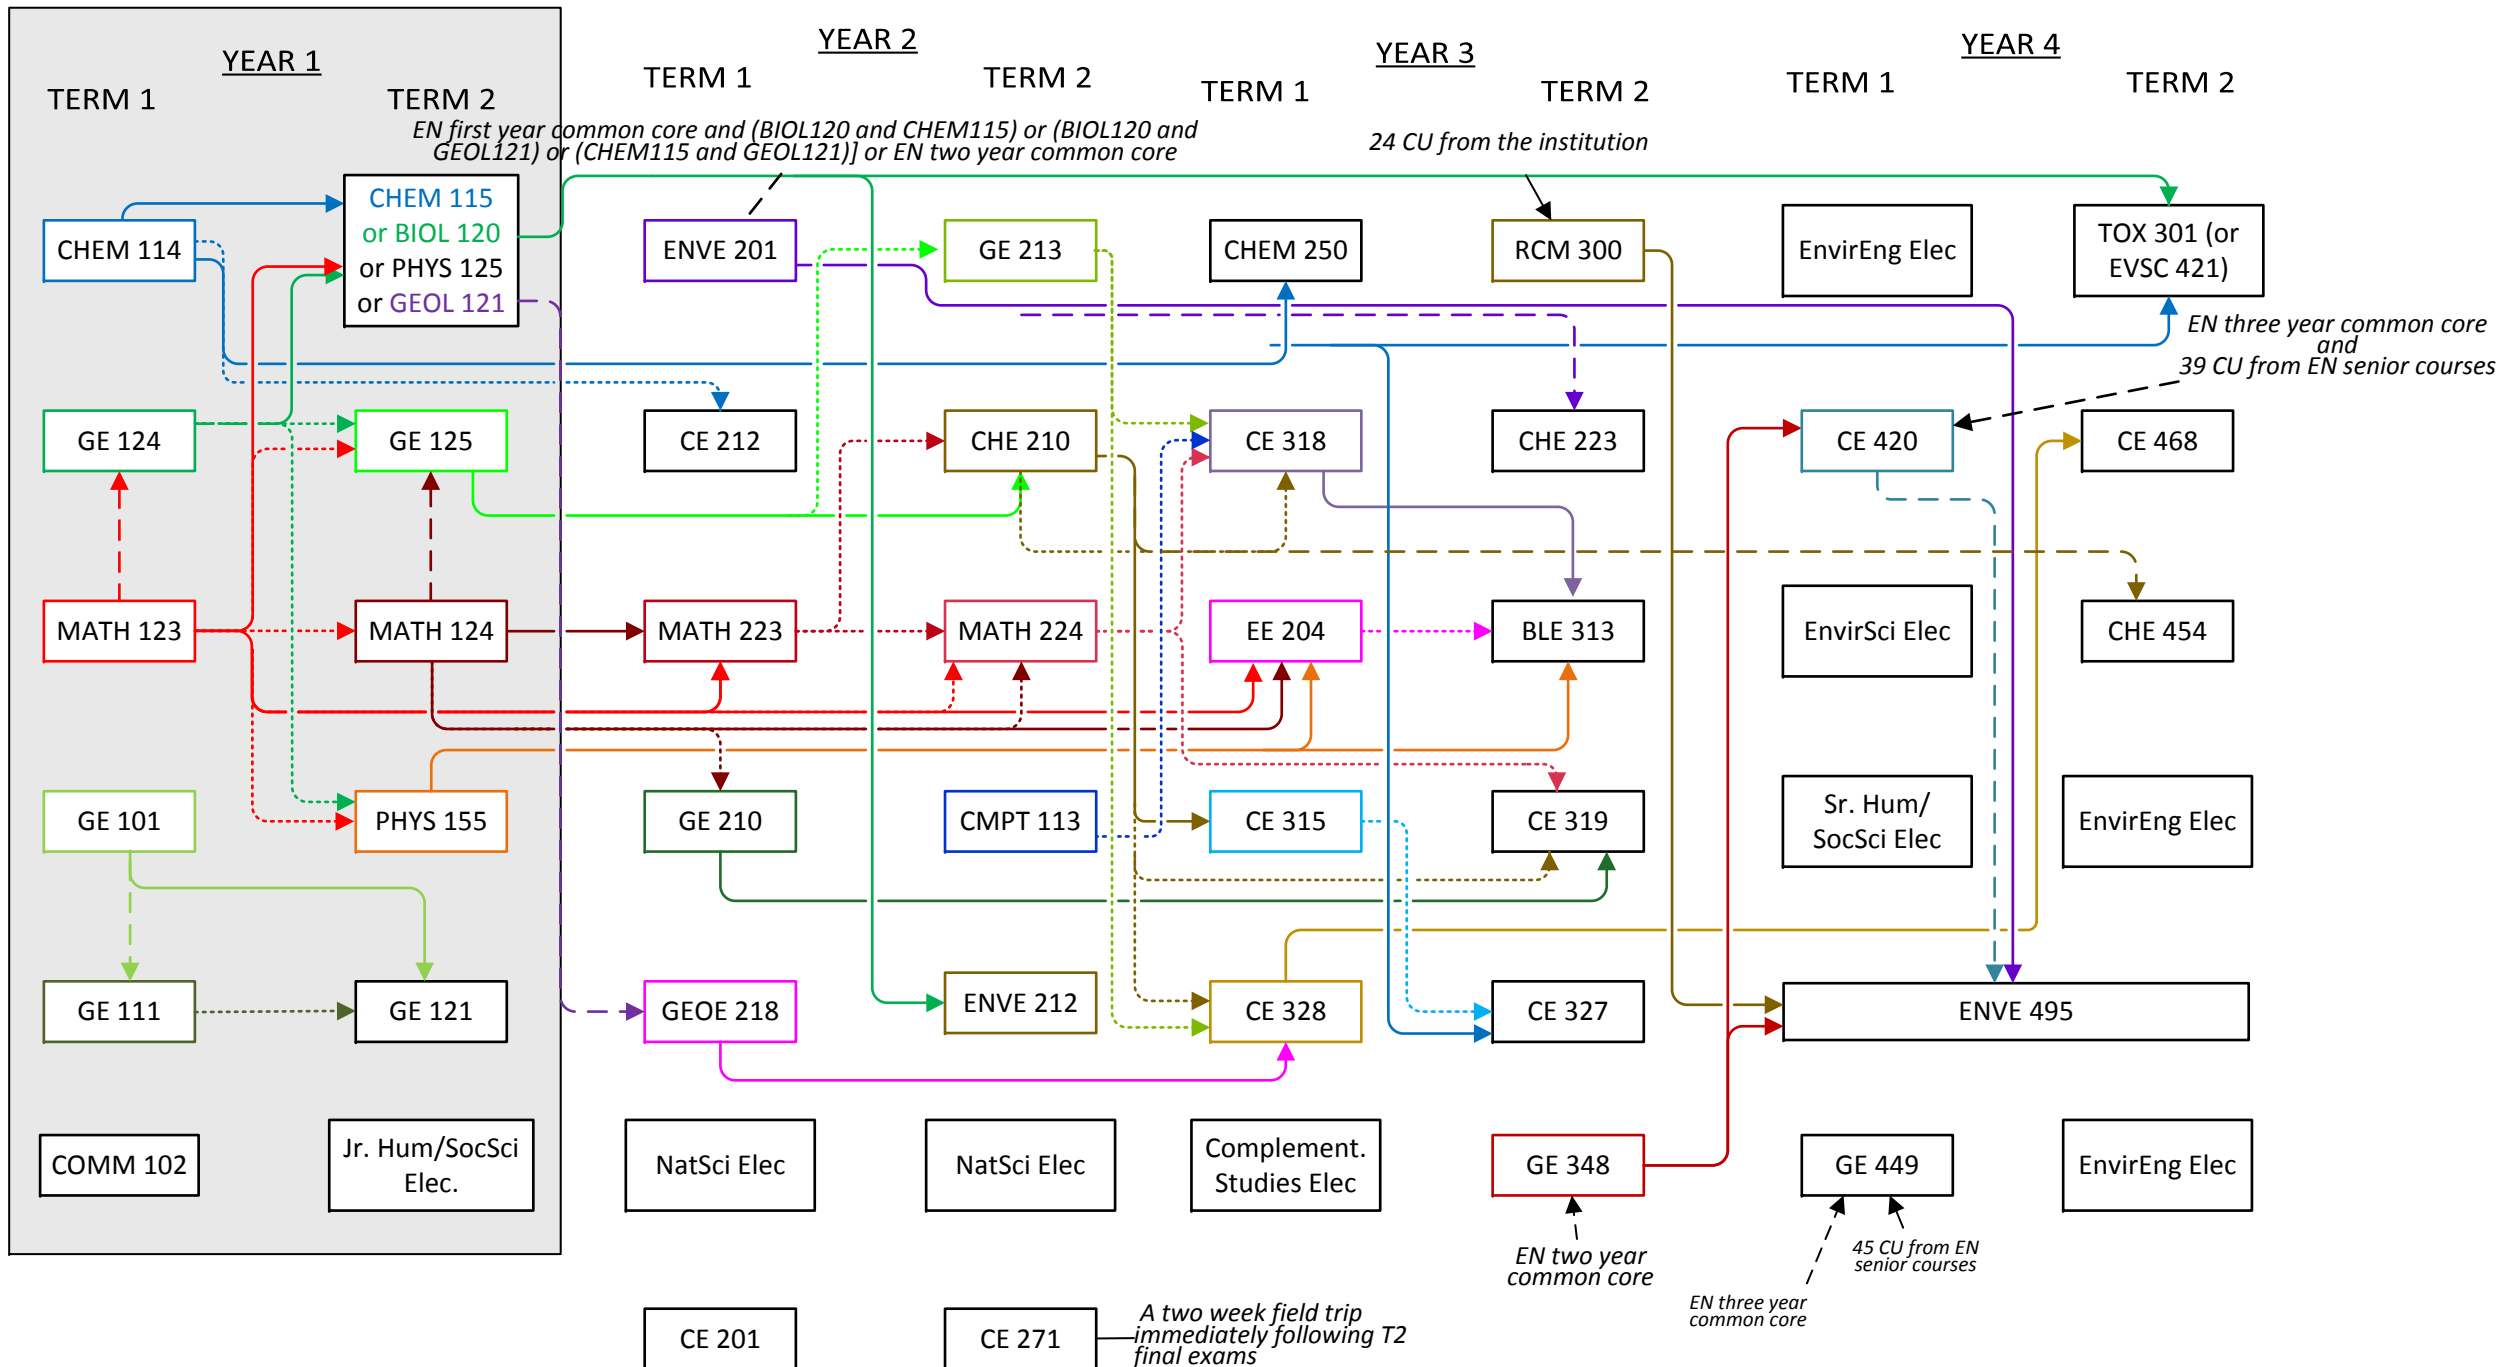 YEAR 1
YEAR 2
YEAR 3
YEAR 4
TERM 1
TERM 2
TERM 1
TERM 2
TERM 1
TERM 2
TERM 1
TERM 2
EN first year common core and (BIOL120 and CHEM115) or (BIOL120 and
GEOL121) or (CHEM115 and GEOL121)] or EN two year common core
24 CU from the institution
CHEM 114
CHEM 115
or BIOL 120
or PHYS 125
or GEOL 121
ENVE 201
GE 213
CHEM 250
RCM 300
EnvirEng Elec
TOX 301 (or
EVSC 421)
EN three year common core
and
39 CU from EN senior courses
GE 124
GE 125
CE 212
CHE 210
CE 318
CHE 223
CE 420
CE 468
MATH 123
MATH 124
MATH 223
MATH 224
EE 204
BLE 313
EnvirSci Elec
CHE 454
GE 101
PHYS 155
GE 210
CMPT 113
CE 315
CE 319
Sr. Hum/
SocSci Elec
EnvirEng Elec
GE 111
GE 121
GEOE 218
ENVE 212
CE 328
CE 327
ENVE 495
COMM 102
Jr. Hum/SocSci
Elec.
NatSci Elec
NatSci Elec
Complement.
Studies Elec
GE 348
GE 449
EnvirEng Elec
EN two year
common core
45 CU from EN
senior courses
EN three year
common core
CE 201
CE 271
A two week field trip
immediately following T2
final exams